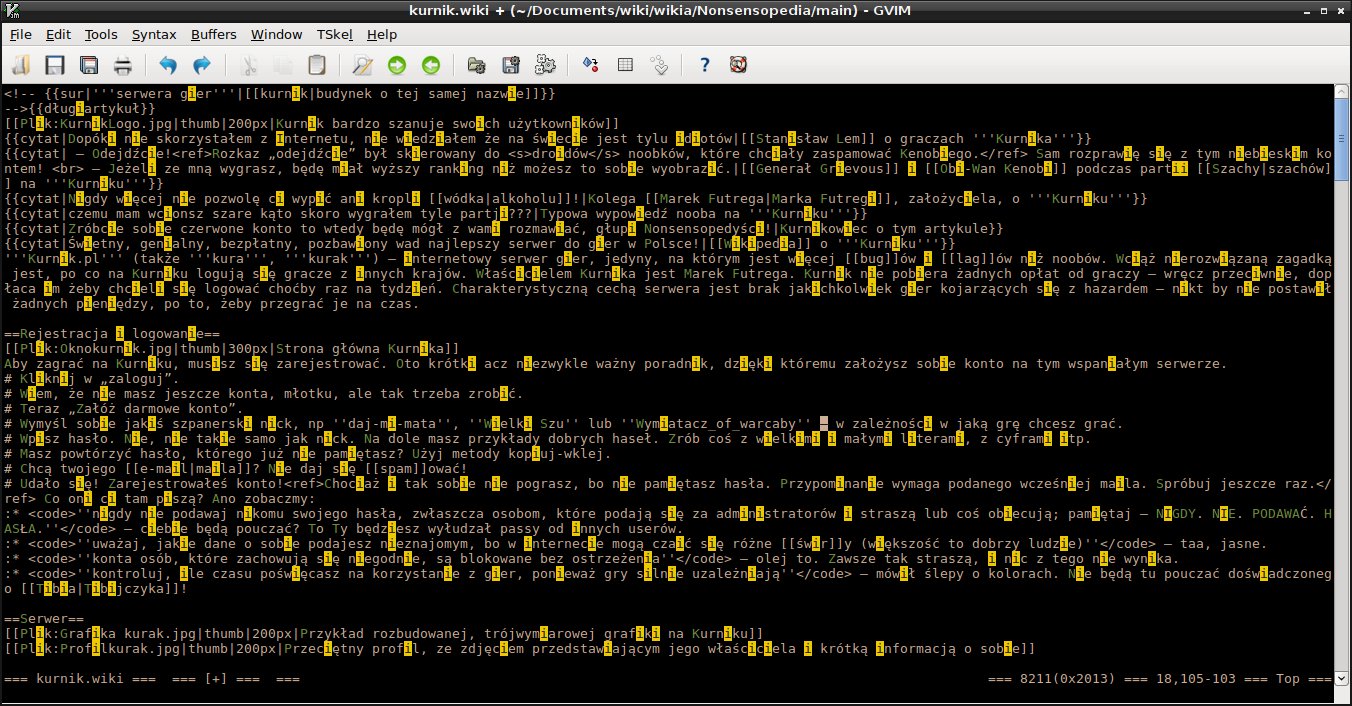 kurnik.wiki + (~/Documents/wiki/wikia/Nonsensopedia/main) - GVIM
File Edit Tools Syntax Buffers Window TSkel Help
<!-- {{sur|'''serwera gier'''|[[kurnik|budynek o tej samej nazwie]]}}
-->{{długiartykuł}}
[[Plik:KurnikLogo.jpg|thumb|200px|Kurnik bardzo szanuje swoich użytkowników]]
{{cytat|Dopóki nie skorzystałem z Internetu, nie wiedziałem że na świecie jest tylu idiotów|[[Stanisław Lem]] o graczach '''Kurnika'''}}
{{cytat| – Odejdźcie!<ref>Rozkaz „odejdźcie” był skierowany do <s>droidów</s> noobków, które chciały zaspamować Kenobiego.</ref> Sam rozprawię się z tym niebieskim ko
ntem! <br> – Jeżeli ze mną wygrasz, będę miał wyższy ranking niż możesz to sobie wyobrazić.|[[Generał Grievous]] i [[Obi-Wan Kenobi]] podczas partii [[Szachy|szachów]
] na '''Kurniku'''}}
{{cytat|Nigdy więcej nie pozwolę ci wypić ani kropli [[wódka|alkoholu]]!|Kolega [[Marek Futrega|Marka Futregi]], założyciela, o '''Kurniku'''}}
{{cytat|czemu mam wcionsz szare kąto skoro wygrałem tyle partji???|Typowa wypowiedź nooba na '''Kurniku'''}}
{{cytat|Zróbcie sobie czerwone konto to wtedy będę mógł z wami rozmawiać, głupi Nonsensopedyści!|Kurnikowiec o tym artykule}}
{{cytat|Świetny, genialny, bezpłatny, pozbawiony wad najlepszy serwer do gier w Polsce!|[[Wikipedia]] o '''Kurniku'''}}
'''Kurnik.pl''' (także '''kura''', '''kurak''') – internetowy serwer gier, jedyny, na którym jest więcej [[bug]]ów i [[lag]]ów niż noobów. Wciąż nierozwiązaną zagadką
 jest, po co na Kurniku logują się gracze z innych krajów. Właścicielem Kurnika jest Marek Futrega. Kurnik nie pobiera żadnych opłat od graczy – wręcz przeciwnie, dop
łaca im żeby chcieli się logować choćby raz na tydzień. Charakterystyczną cechą serwera jest brak jakichkolwiek gier kojarzących się z hazardem – nikt by nie postawił
 żadnych pieniędzy, po to, żeby przegrać je na czas.
==Rejestracja i logowanie==
[[Plik:Oknokurnik.jpg|thumb|300px|Strona główna Kurnika]]
Aby zagrać na Kurniku, musisz się zarejestrować. Oto krótki acz niezwykle ważny poradnik, dzięki któremu założysz sobie konto na tym wspaniałym serwerze.
# Kliknij w „zaloguj”.
# Wiem, że nie masz jeszcze konta, młotku, ale tak trzeba zrobić.
# Teraz „Załóż darmowe konto”.
# Wymyśl sobie jakiś szpanerski nick, np ''daj-mi-mata'', ''Wielki Szu'' lub ''Wymiatacz_of_warcaby'' – w zależności w jaką grę chcesz grać.
# Wpisz hasło. Nie, nie takie samo jak nick. Na dole masz przykłady dobrych haseł. Zrób coś z wielkimi i małymi literami, z cyframi itp.
# Masz powtórzyć hasło, którego już nie pamiętasz? Użyj metody kopiuj-wklej.
# Chcą twojego [[e-mail|maila]]? Nie daj się [[spam]]ować!
# Udało się! Zarejestrowałeś konto!<ref>Chociaż i tak sobie nie pograsz, bo nie pamiętasz hasła. Przypominanie wymaga podanego wcześniej maila. Spróbuj jeszcze raz.</
ref> Co oni ci tam piszą? Ano zobaczmy:
:* <code>''nigdy nie podawaj nikomu swojego hasła, zwłaszcza osobom, które podają się za administratorów i straszą lub coś obiecują; pamiętaj – NIGDY. NIE. PODAWAĆ. H
ASŁA.''</code> – ciebie będą pouczać? To Ty będziesz wyłudzał passy od innych userów.
:* <code>''uważaj, jakie dane o sobie podajesz nieznajomym, bo w internecie mogą czaić się różne [[świr]]y (większość to dobrzy ludzie)''</code> – taa, jasne.
:* <code>''konta osób, które zachowują się niegodnie, są blokowane bez ostrzeżenia''</code> – olej to. Zawsze tak straszą, i nic z tego nie wynika.
:* <code>''kontroluj, ile czasu poświęcasz na korzystanie z gier, ponieważ gry silnie uzależniają''</code> – mówił ślepy o kolorach. Nie będą tu pouczać doświadczoneg
o [[Tibia|Tibijczyka]]!
==Serwer==
[[Plik:Grafika kurak.jpg|thumb|200px|Przykład rozbudowanej, trójwymiarowej grafiki na Kurniku]]
[[Plik:Profilkurak.jpg|thumb|200px|Przeciętny profil, ze zdjęciem przedstawiającym jego właściciela i krótką informacją o sobie]]
=== kurnik.wiki === === [+] === === === 8211(0x2013) === 18,105-103 === Top ===